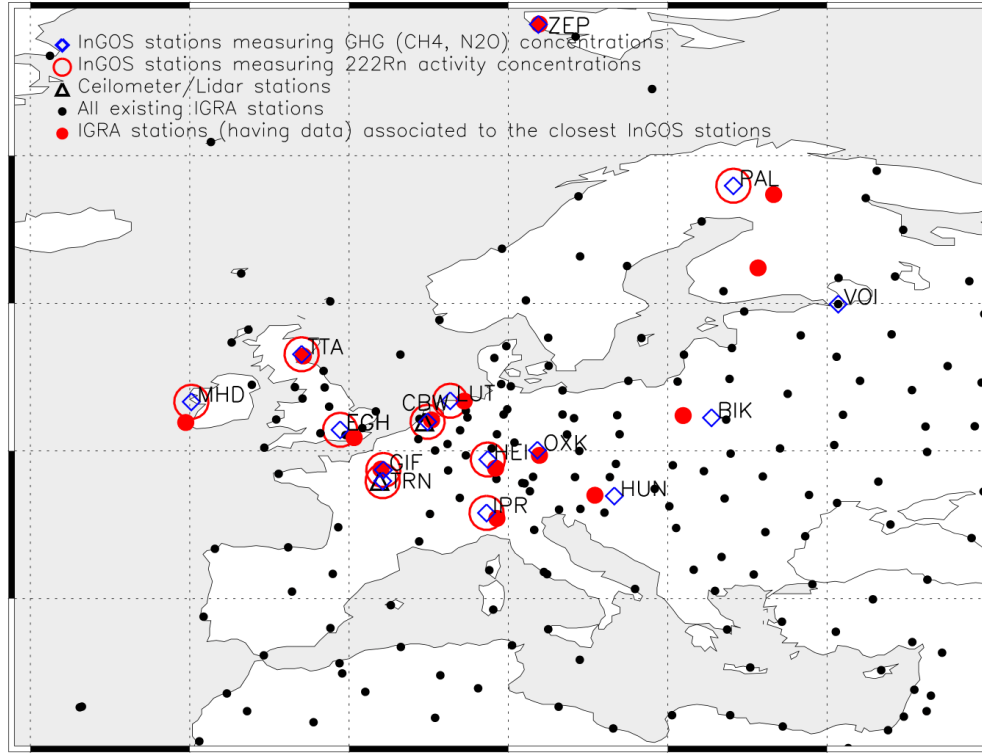 ZEP
InGOS stations measuring GHG (CH4, N2O) concentrations
InGOS stations measuring 222Rn activity concentrations
Ceilometer/Lidar stations
All existing IGRA stations
IGRA stations (having data) associated to the closest InGOS stations
PAL
VOI
TTA
MHD
LUT
CBW
EGH
BIK
OXK
HEI
GIF
TRN
HUN
IPR